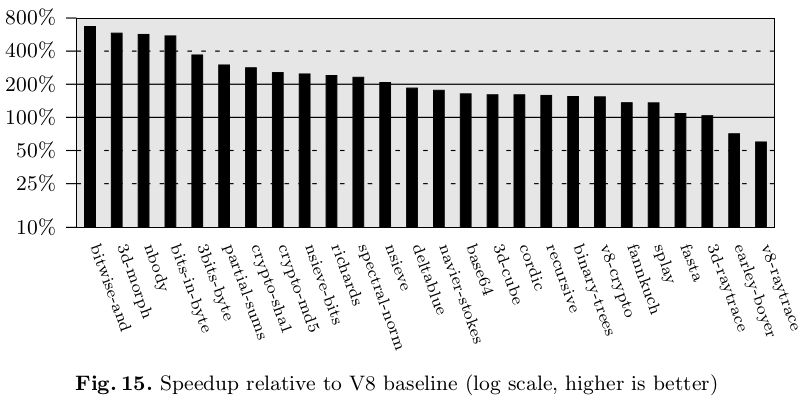 800%
400%
200%
100%
50%
25%
10%
bitwise-and
3d-morph
nbody
bits-in-byte
3bits-byte
partial-sums
crypto-sha1
crypto-md5
nsieve-bits
richards
spectral-norm
nsieve
deltablue
navier-stokes
base64
3d-cube
cordic
recursive
binary-trees
v8-crypto
fannkuch
splay
fasta
3d-raytrace
earley-boyer
v8-raytrace
Fig. 15. Speedup relative to V8 baseline (log scale, higher is better)